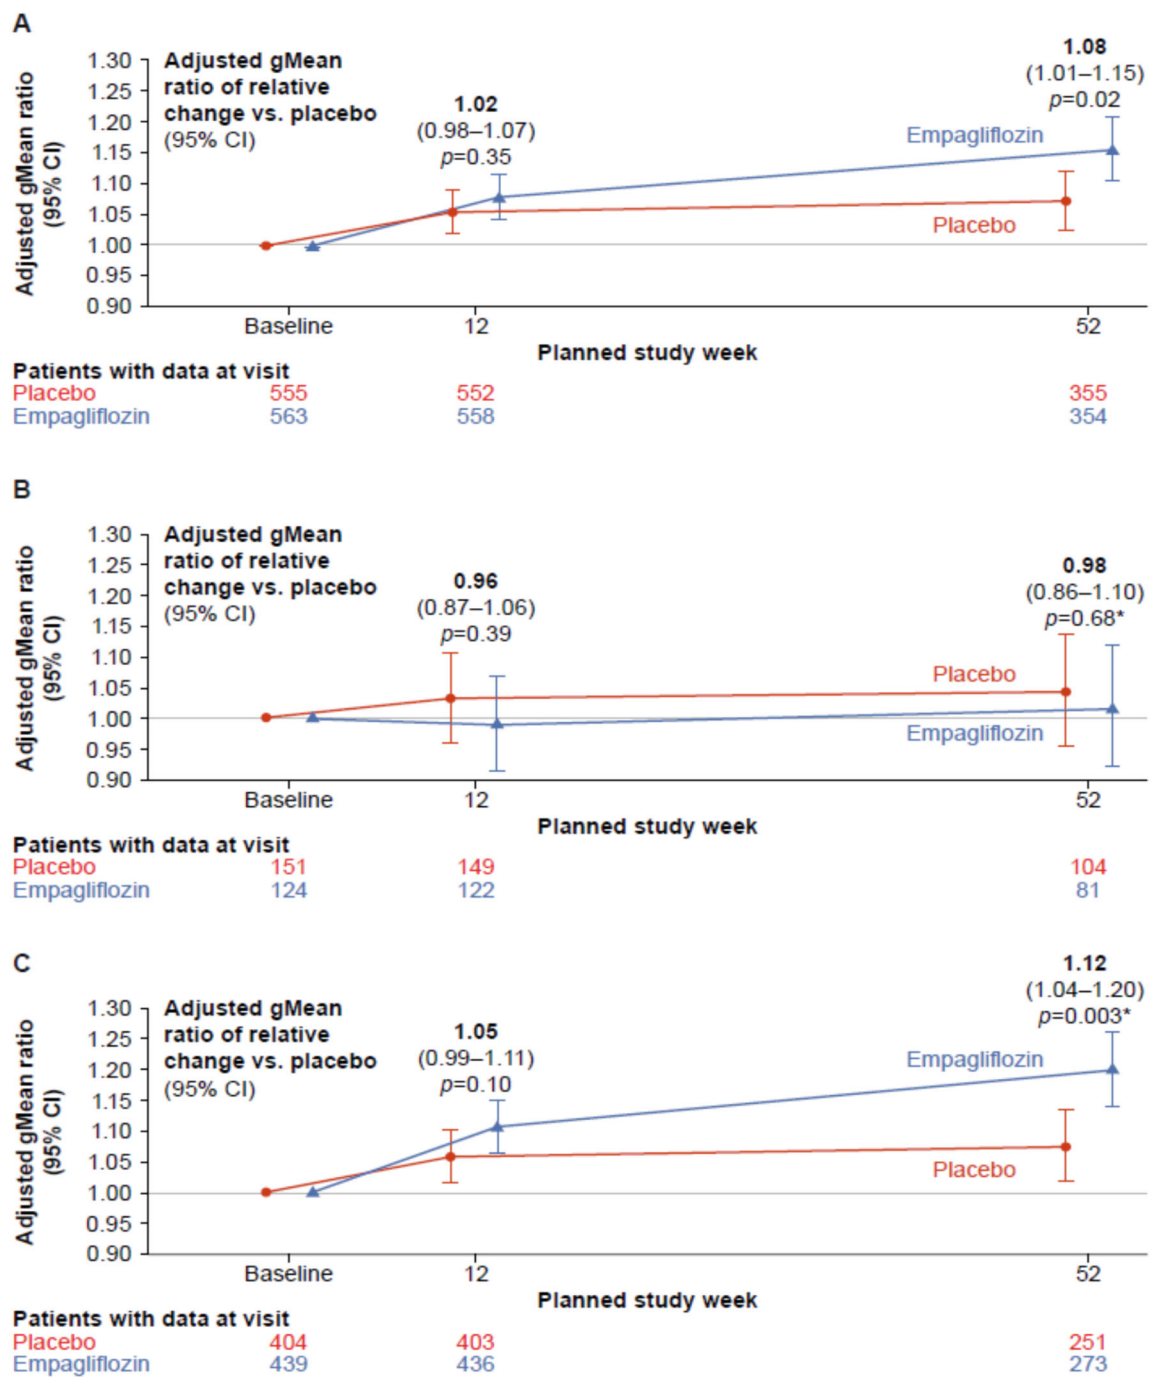 A
Adjusted gMean ratio
(95% CI)
1.30
1.25
1.20
1.15
1.10
1.05
1.00
0.95
0.90
Adjusted gMean
ratio of relative
change vs. placebo
(95% CI)
1.02
(0.98–1.07)
p=0.35
1.08
(1.01–1.15)
p=0.02
Empagliflozin
Placebo
Baseline 12 52
Planned study week
Patients with data at visit
Placebo 555 552 355
Empagliflozin 563 558 354
B
Adjusted gMean ratio
(95% CI)
1.30
1.25
1.20
1.15
1.10
1.05
1.00
0.95
0.90
Adjusted gMean
ratio of relative
change vs. placebo
(95% CI)
0.96
(0.87–1.06)
p=0.39
0.98
(0.86–1.10)
p=0.68*
Placebo
Empagliflozin
Baseline 12 52
Planned study week
Patients with data at visit
Placebo 151 149 104
Empagliflozin 124 122 81
C
Adjusted gMean ratio
(95% CI)
1.30
1.25
1.20
1.15
1.10
1.05
1.00
0.95
0.90
Adjusted gMean
ratio of relative
change vs. placebo
(95% CI)
1.05
(0.99–1.11)
p=0.10
1.12
(1.04–1.20)
p=0.003*
Empagliflozin
Placebo
Baseline 12 52
Planned study week
Patients with data at visit
Placebo 404 403 251
Empagliflozin 439 436 273